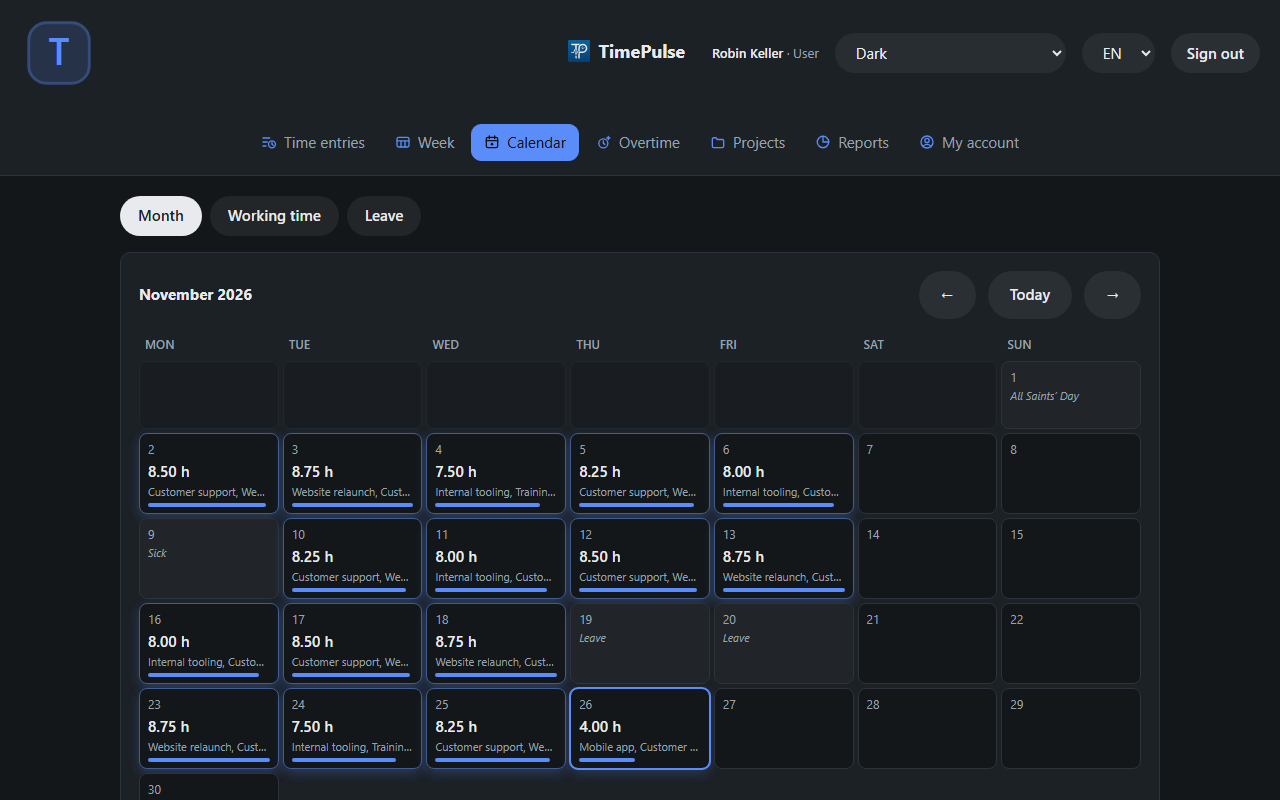 T
TP TimePulse Robin Keller · User Dark EN Sign out
Time entries Week Calendar Overtime Projects Reports My account
Month Working time Leave
November 2026 ← Today →
MON TUE WED THU FRI SAT SUN
1
All Saints' Day
2 3 4 5 6 7 8
8.50 h 8.75 h 7.50 h 8.25 h 8.00 h
Customer support, We... Website relaunch, Cust... Internal tooling, Trainin... Customer support, We... Internal tooling, Custo...
9 10 11 12 13 14 15
Sick 8.25 h 8.00 h 8.50 h 8.75 h
Customer support, We... Internal tooling, Custo... Customer support, We... Website relaunch, Cust...
16 17 18 19 20 21 22
8.00 h 8.50 h 8.75 h Leave Leave
Internal tooling, Custo... Customer support, We... Website relaunch, Cust...
23 24 25 26 27 28 29
8.75 h 7.50 h 8.25 h 4.00 h
Website relaunch, Cust... Internal tooling, Trainin... Customer support, We... Mobile app, Customer ...
30